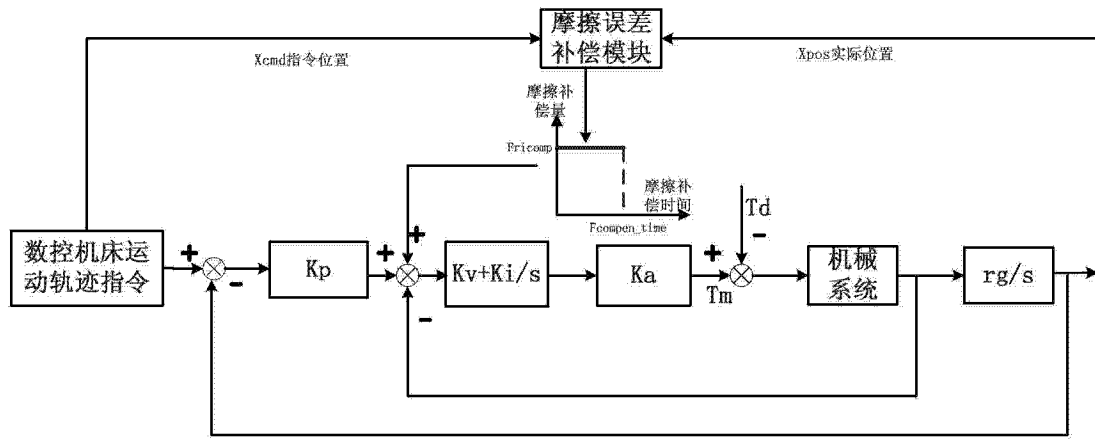 摩擦误差
补偿模块
Xcmd指令位置
Xpos实际位置
摩擦补
偿量
Fricomp
摩擦补
偿时间
Fcompen_time
Td
数控机床运
动轨迹指令
+
-
Kp
+
+
-
Kv+Ki/s
Ka
+
Tm
-
机械
系统
rg/s